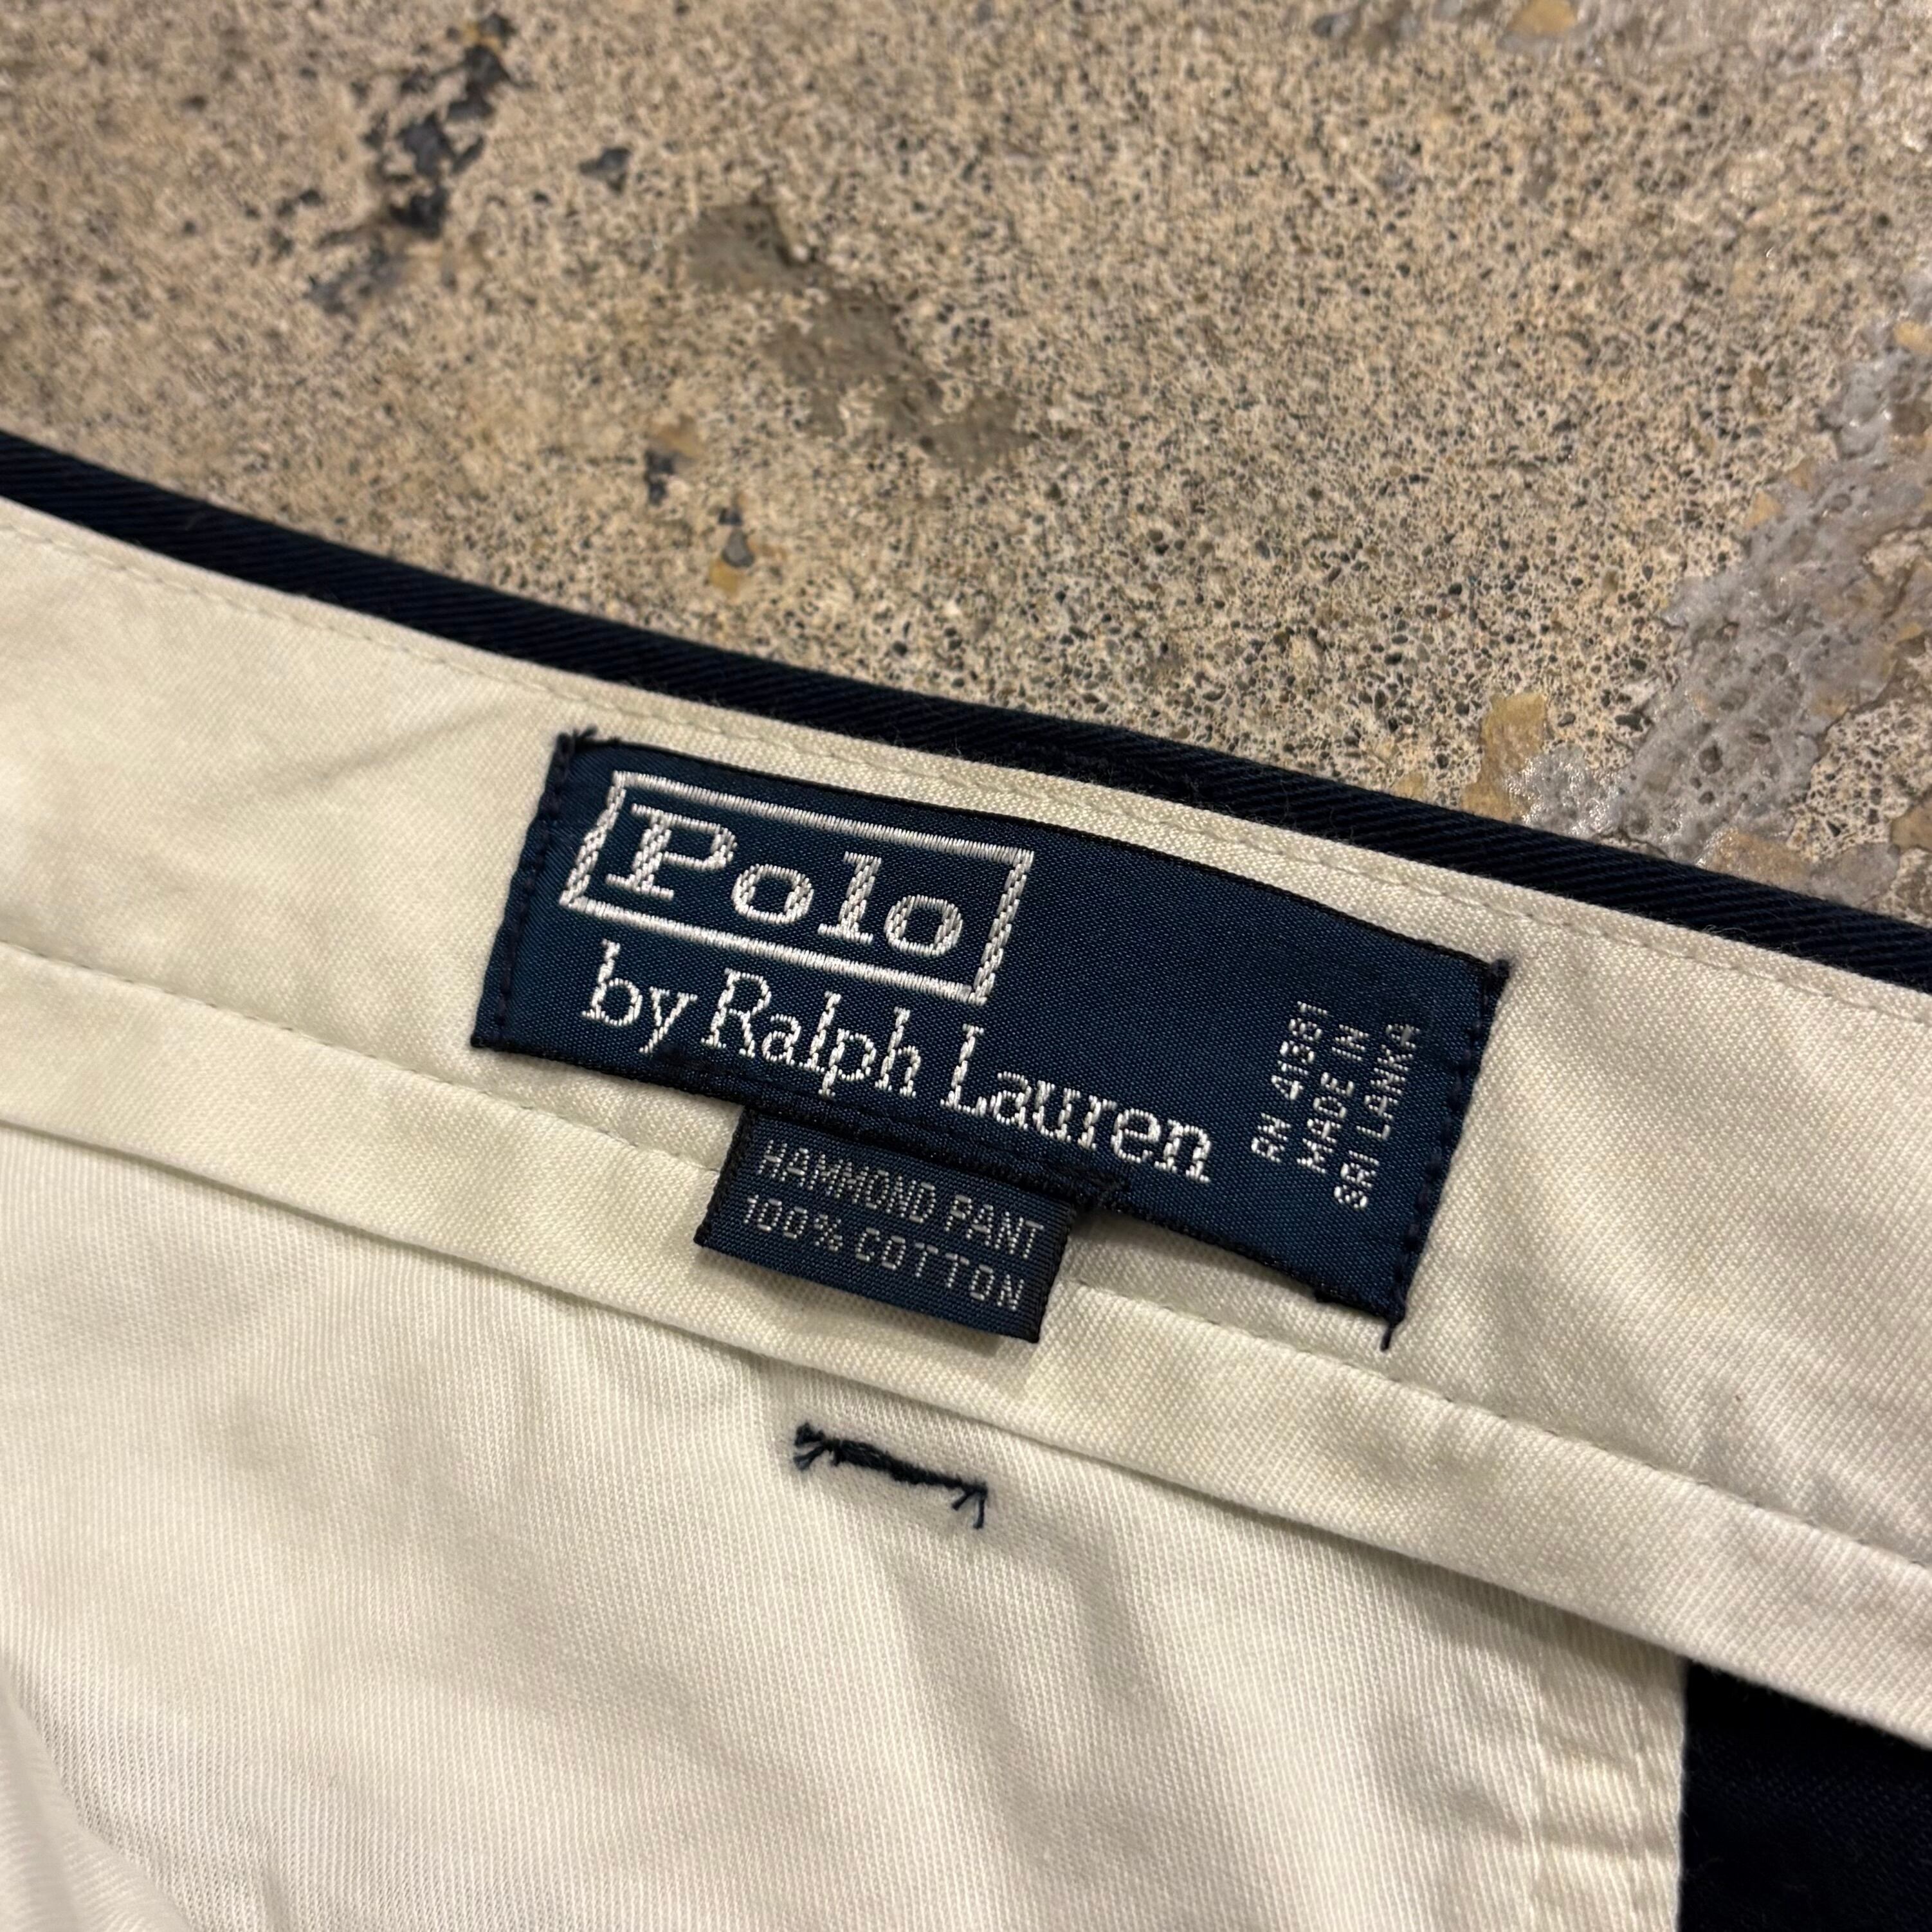 Polo
by Ralph Lauren
RN 41381
MADE IN
SRI LANKA
HAMMOND PANT
100% COTTON